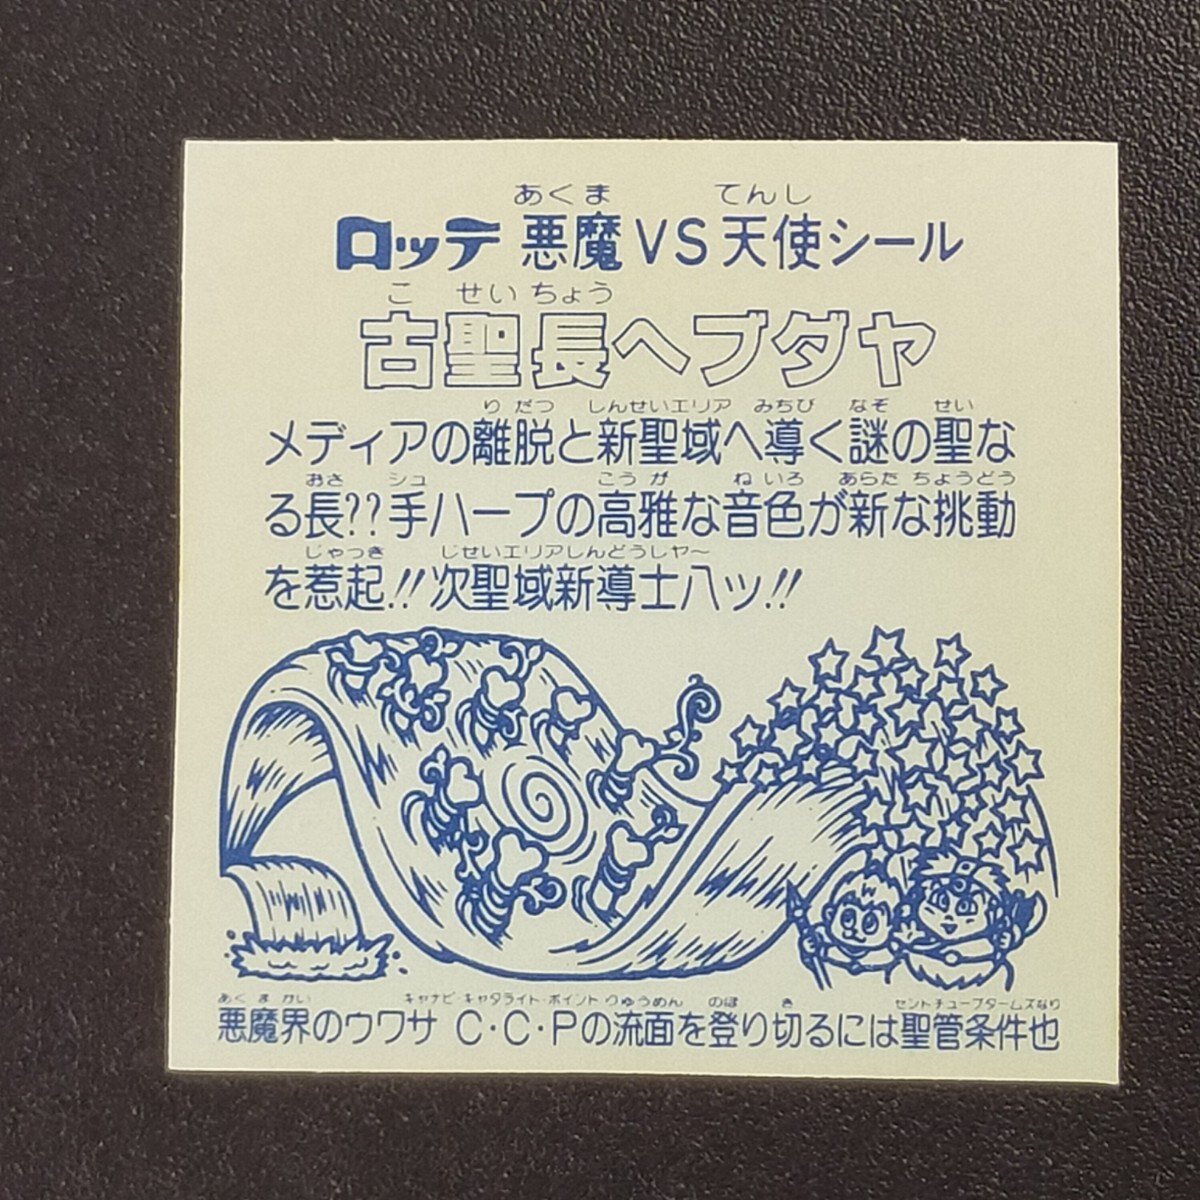 あくま てんし
ロッテ 悪魔VS天使シール
こ せい ちょう
古聖長ヘブダヤ
り だつ しんせいエリア みちび なぞ せい
メディアの離脱と新聖域へ導く謎の聖な
おさ シュ こう が ね いろ あらた ちょうどう
る長??手ハープの高雅な音色が新な挑動
じゃっき じせいエリアしんどうしヤ〜
を惹起!!次聖域新導士八ッ!!
あく ま かい キャナビ・キャタライト・ポイント りゅうめん のぼ き セントチューブタームズなり
悪魔界のウワサ C・C・Pの流面を登り切るには聖管条件也